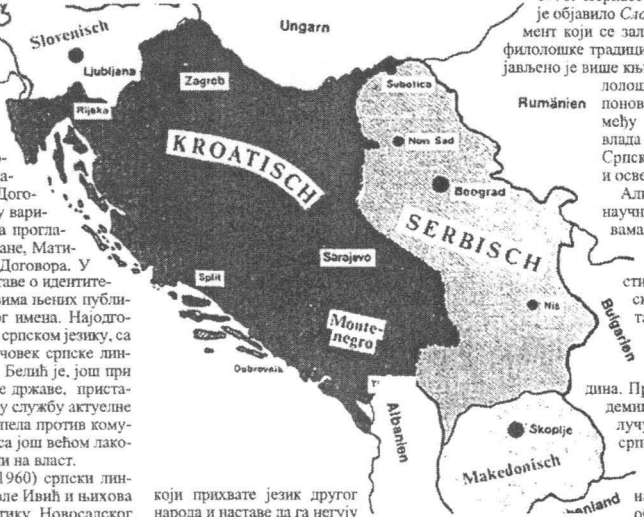 је објавило
мент који се зал
филолошке традици
јављено је више књ
лолош
понов
међу
влада
Српск
и осве
Али
научн
вама
Slovenisch
Ungarn
Ljubljana
Zagreb
Rijeka
Subotica
Rumänien
Novi Sad
KROATISCH
Beograd
SERBISCH
Sarajevo
Split
Monte-
negro
Niš
Bulgarien
Dubrovnik
Albanien
Skoplje
Makedonisch
Дого-
у вари-
а прогла-
ане, Мати-
Договора. У
таве о идентите-
вима њених публи-
ог имена. Најодго-
српском језику, са
човек српске лин-
Белић је, још при
е државе, приста-
у службу актуелне
пела против кому-
са још већом лако-
ли на власт.
1960) српски лин-
але Ивић и њихова
тику Новосадског
који прихвате језик другог
народа и наставе да га негују
сти
ск
та
дина. Пр
демиц
лучу
срп
на